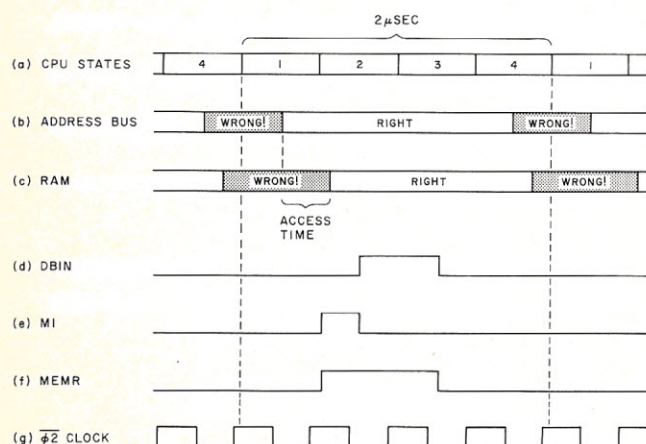 2μSEC
(a) CPU STATES 4 1 2 3 4 1
(b) ADDRESS BUS WRONG! RIGHT WRONG!
(c) RAM WRONG! RIGHT WRONG!
ACCESS
TIME
(d) DBIN
(e) MI
(f) MEMR
(g) φ2̅ CLOCK